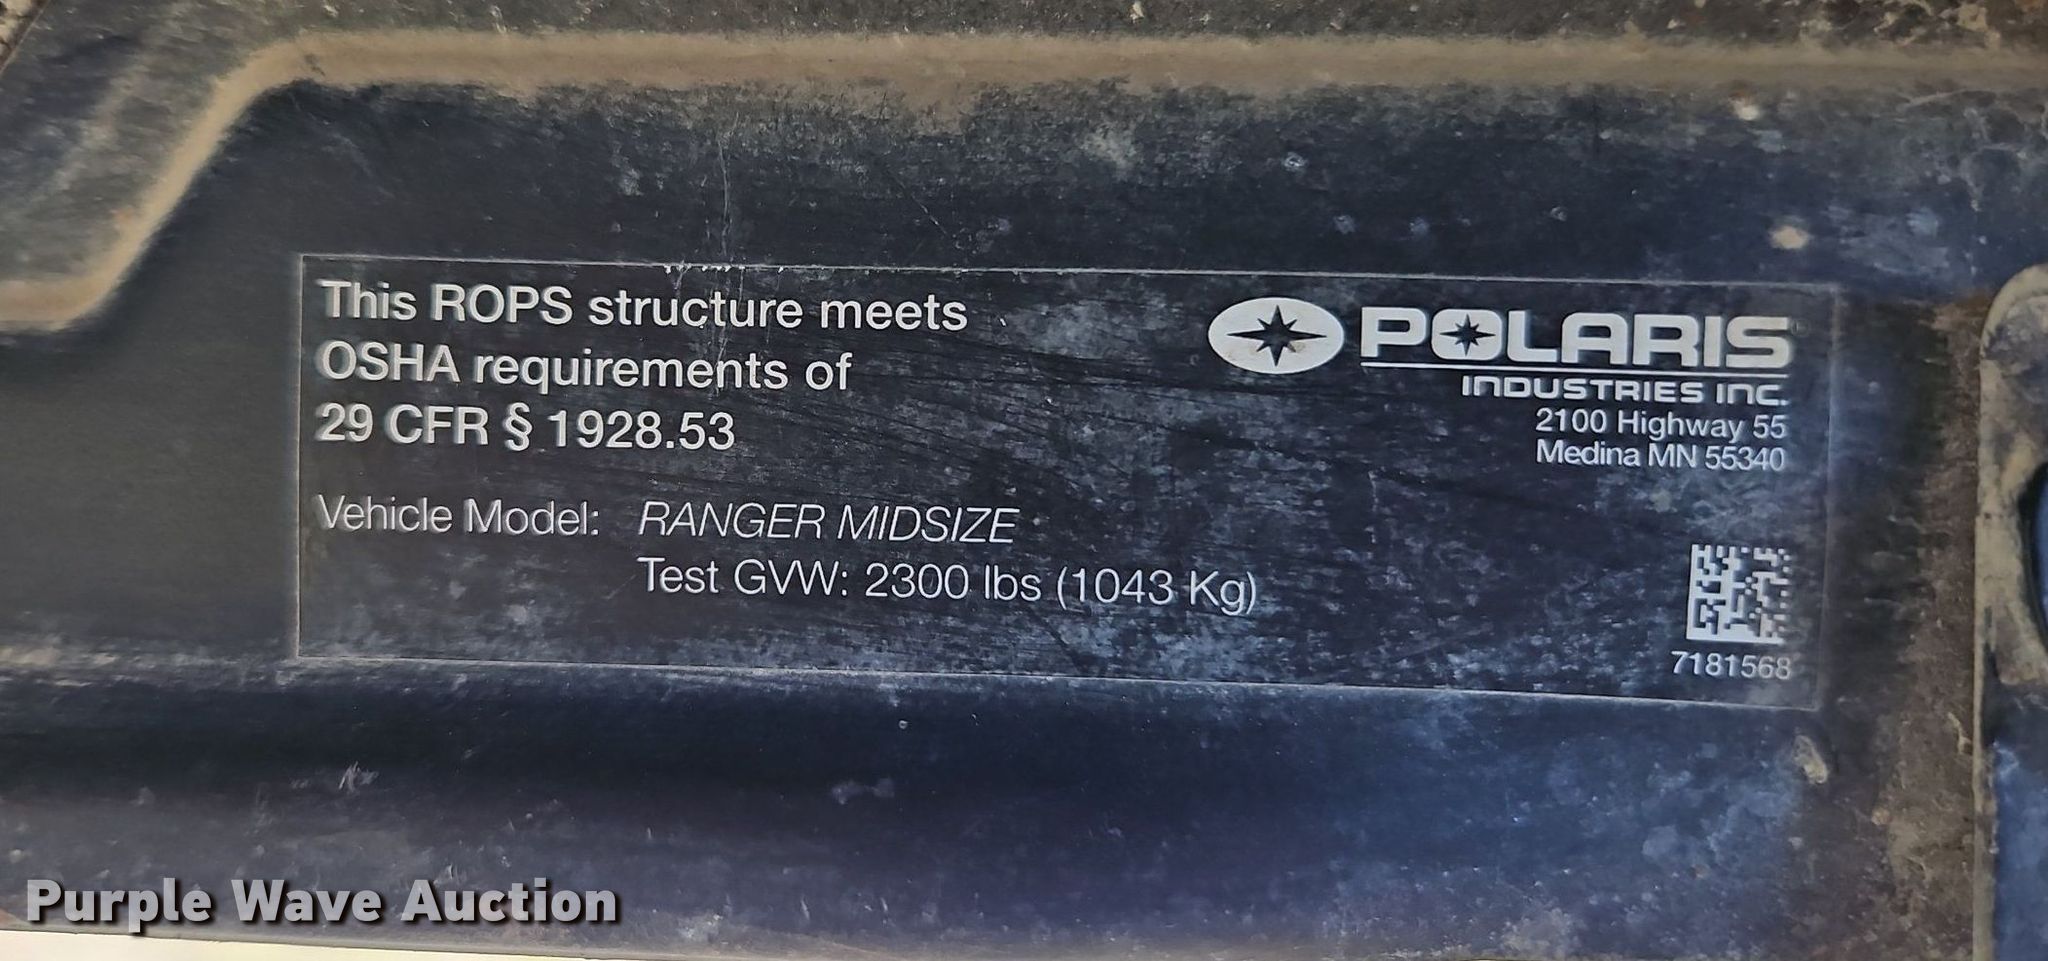 This ROPS structure meets
OSHA requirements of
29 CFR § 1928.53
Vehicle Model: RANGER MIDSIZE
Test GVW: 2300 lbs (1043 Kg)
POLARIS
INDUSTRIES INC.
2100 Highway 55
Medina MN 55340
7181568
Purple Wave Auction